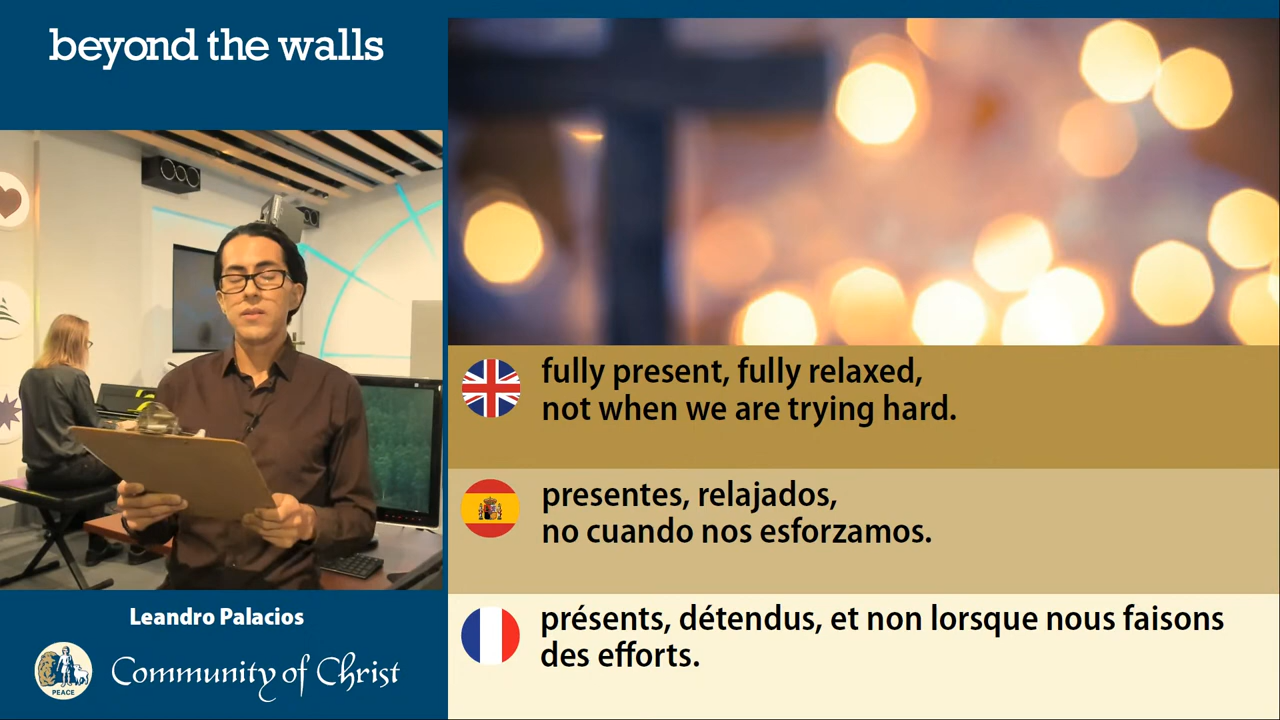 beyond the walls
fully present, fully relaxed,
not when we are trying hard.
presentes, relajados,
no cuando nos esforzamos.
présents, détendus, et non lorsque nous faisons
des efforts.
Leandro Palacios
Community of Christ
PEACE